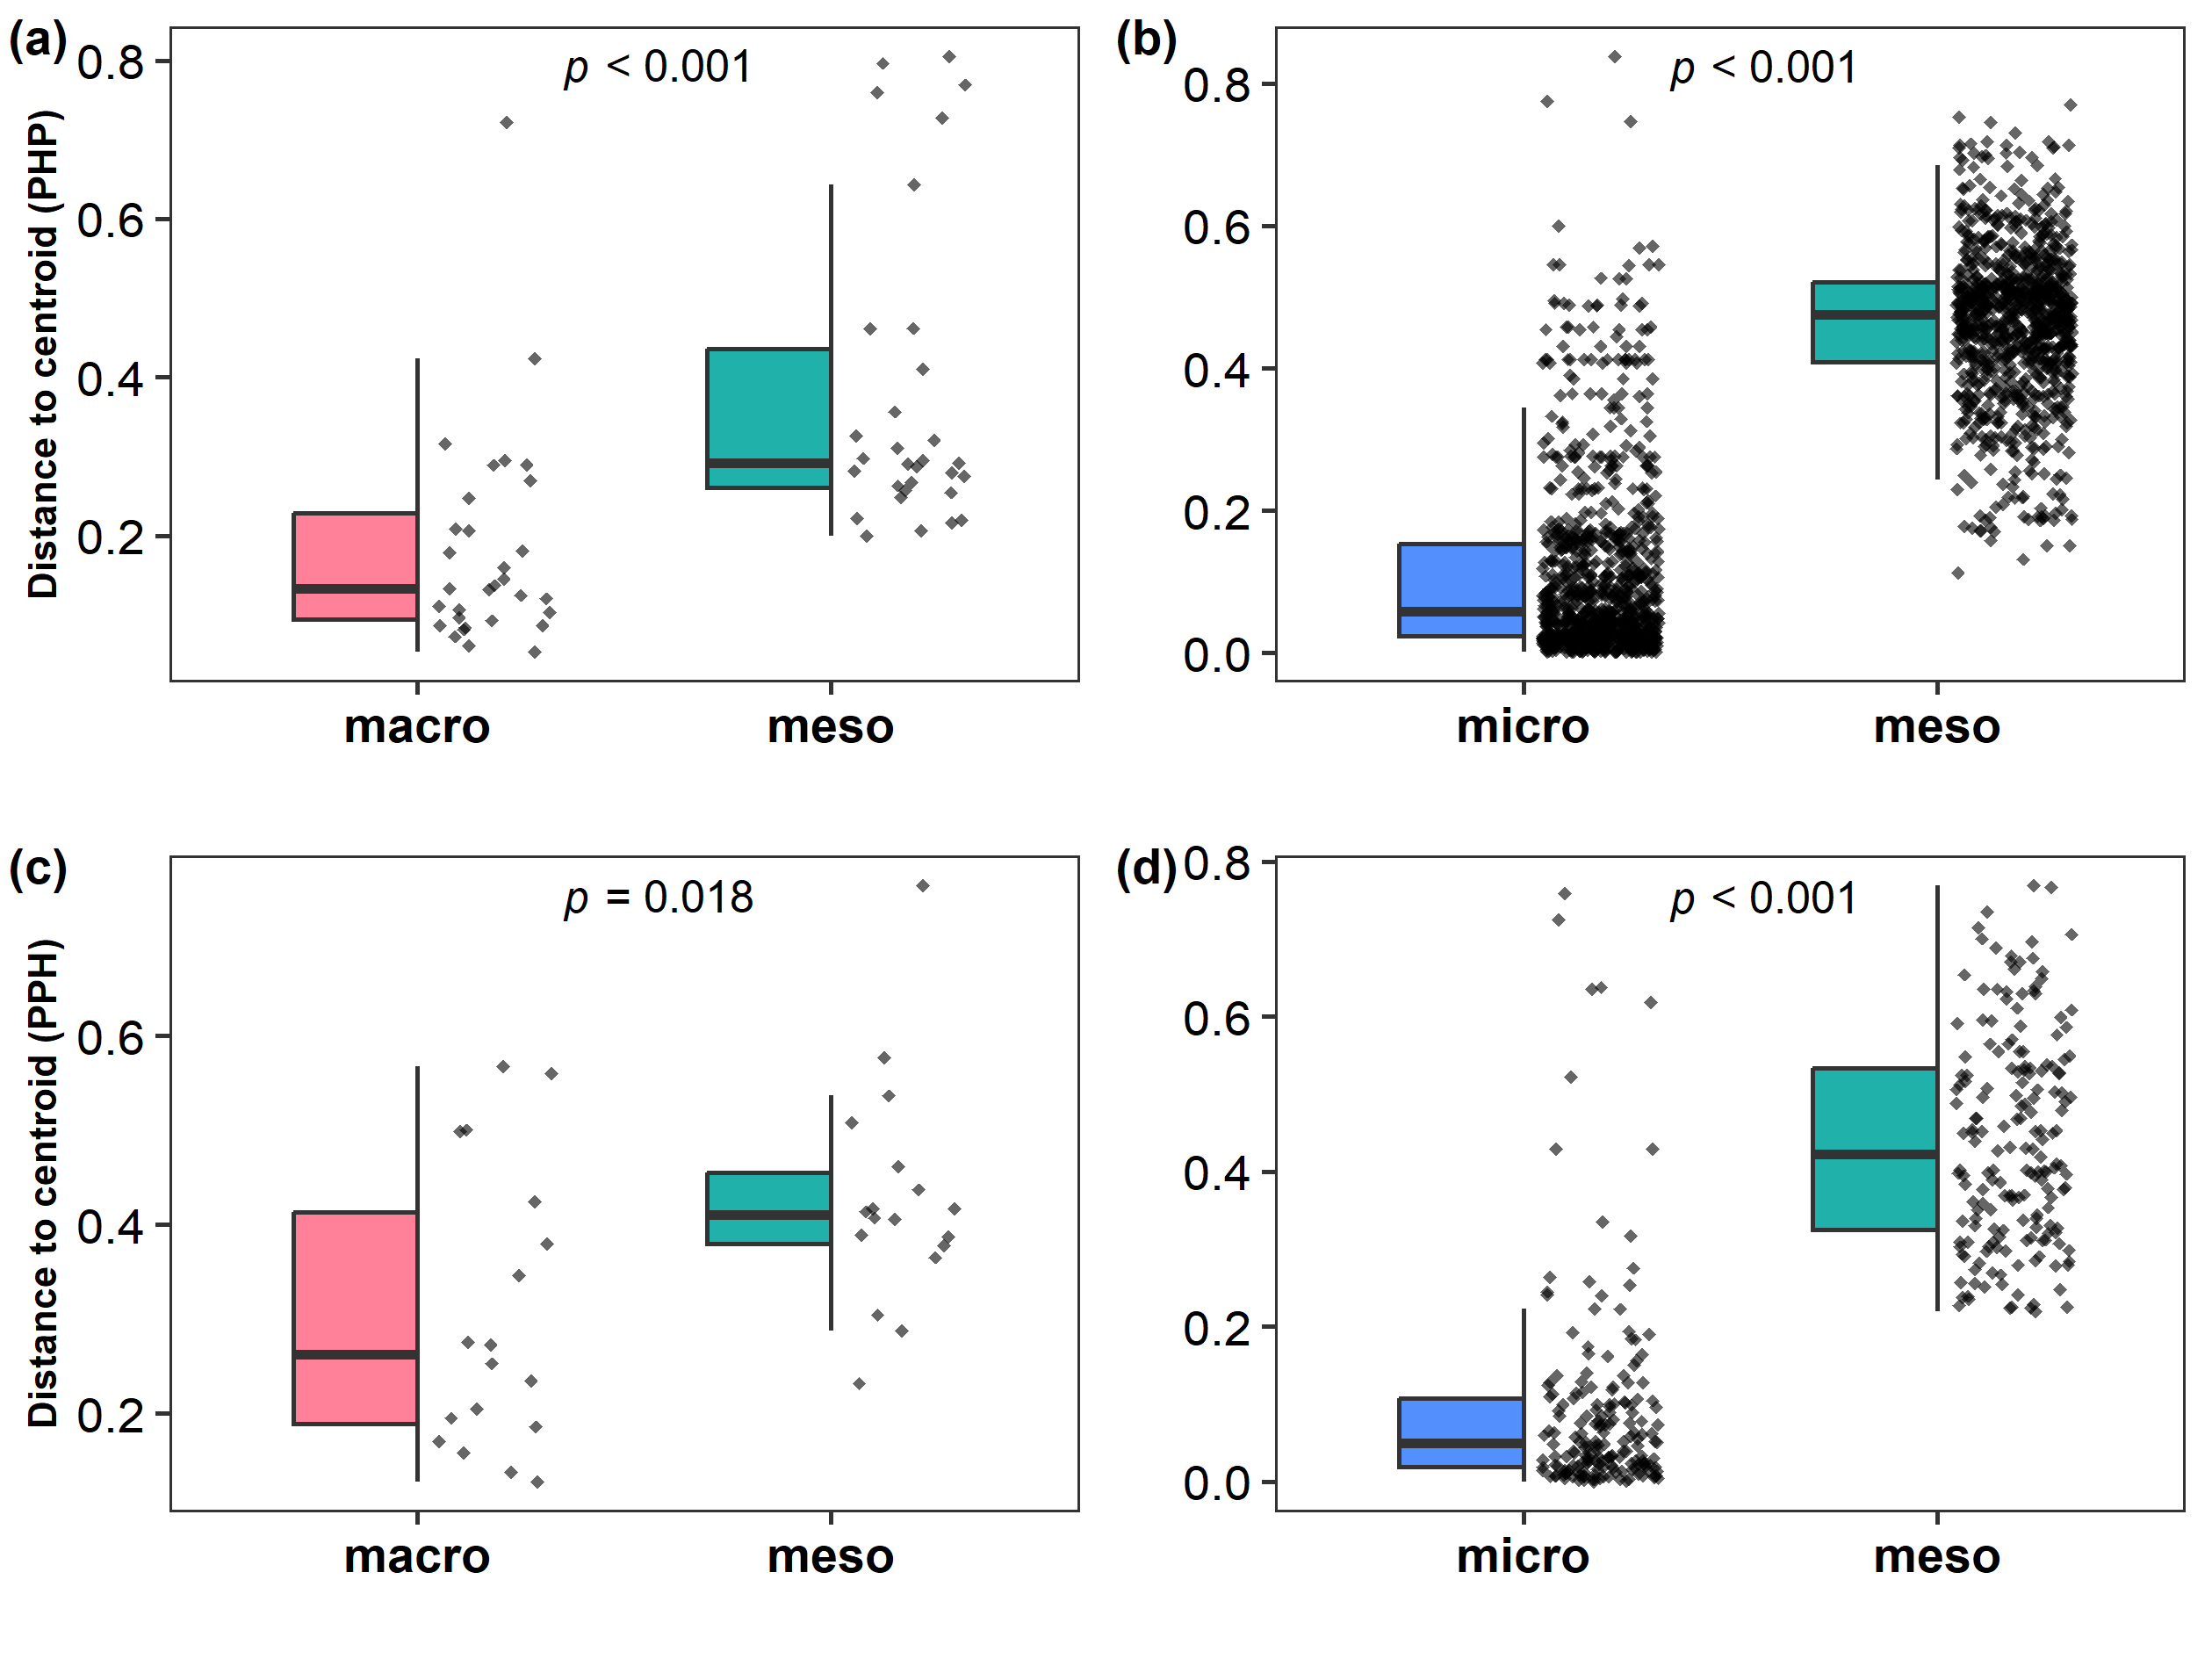 (a)
p < 0.001
Distance to centroid (PHP)
0.8
0.6
0.4
0.2
macro
meso
(b)
p < 0.001
0.8
0.6
0.4
0.2
0.0
micro
meso
(c)
p = 0.018
Distance to centroid (PPH)
0.6
0.4
0.2
macro
meso
(d)
p < 0.001
0.8
0.6
0.4
0.2
0.0
micro
meso